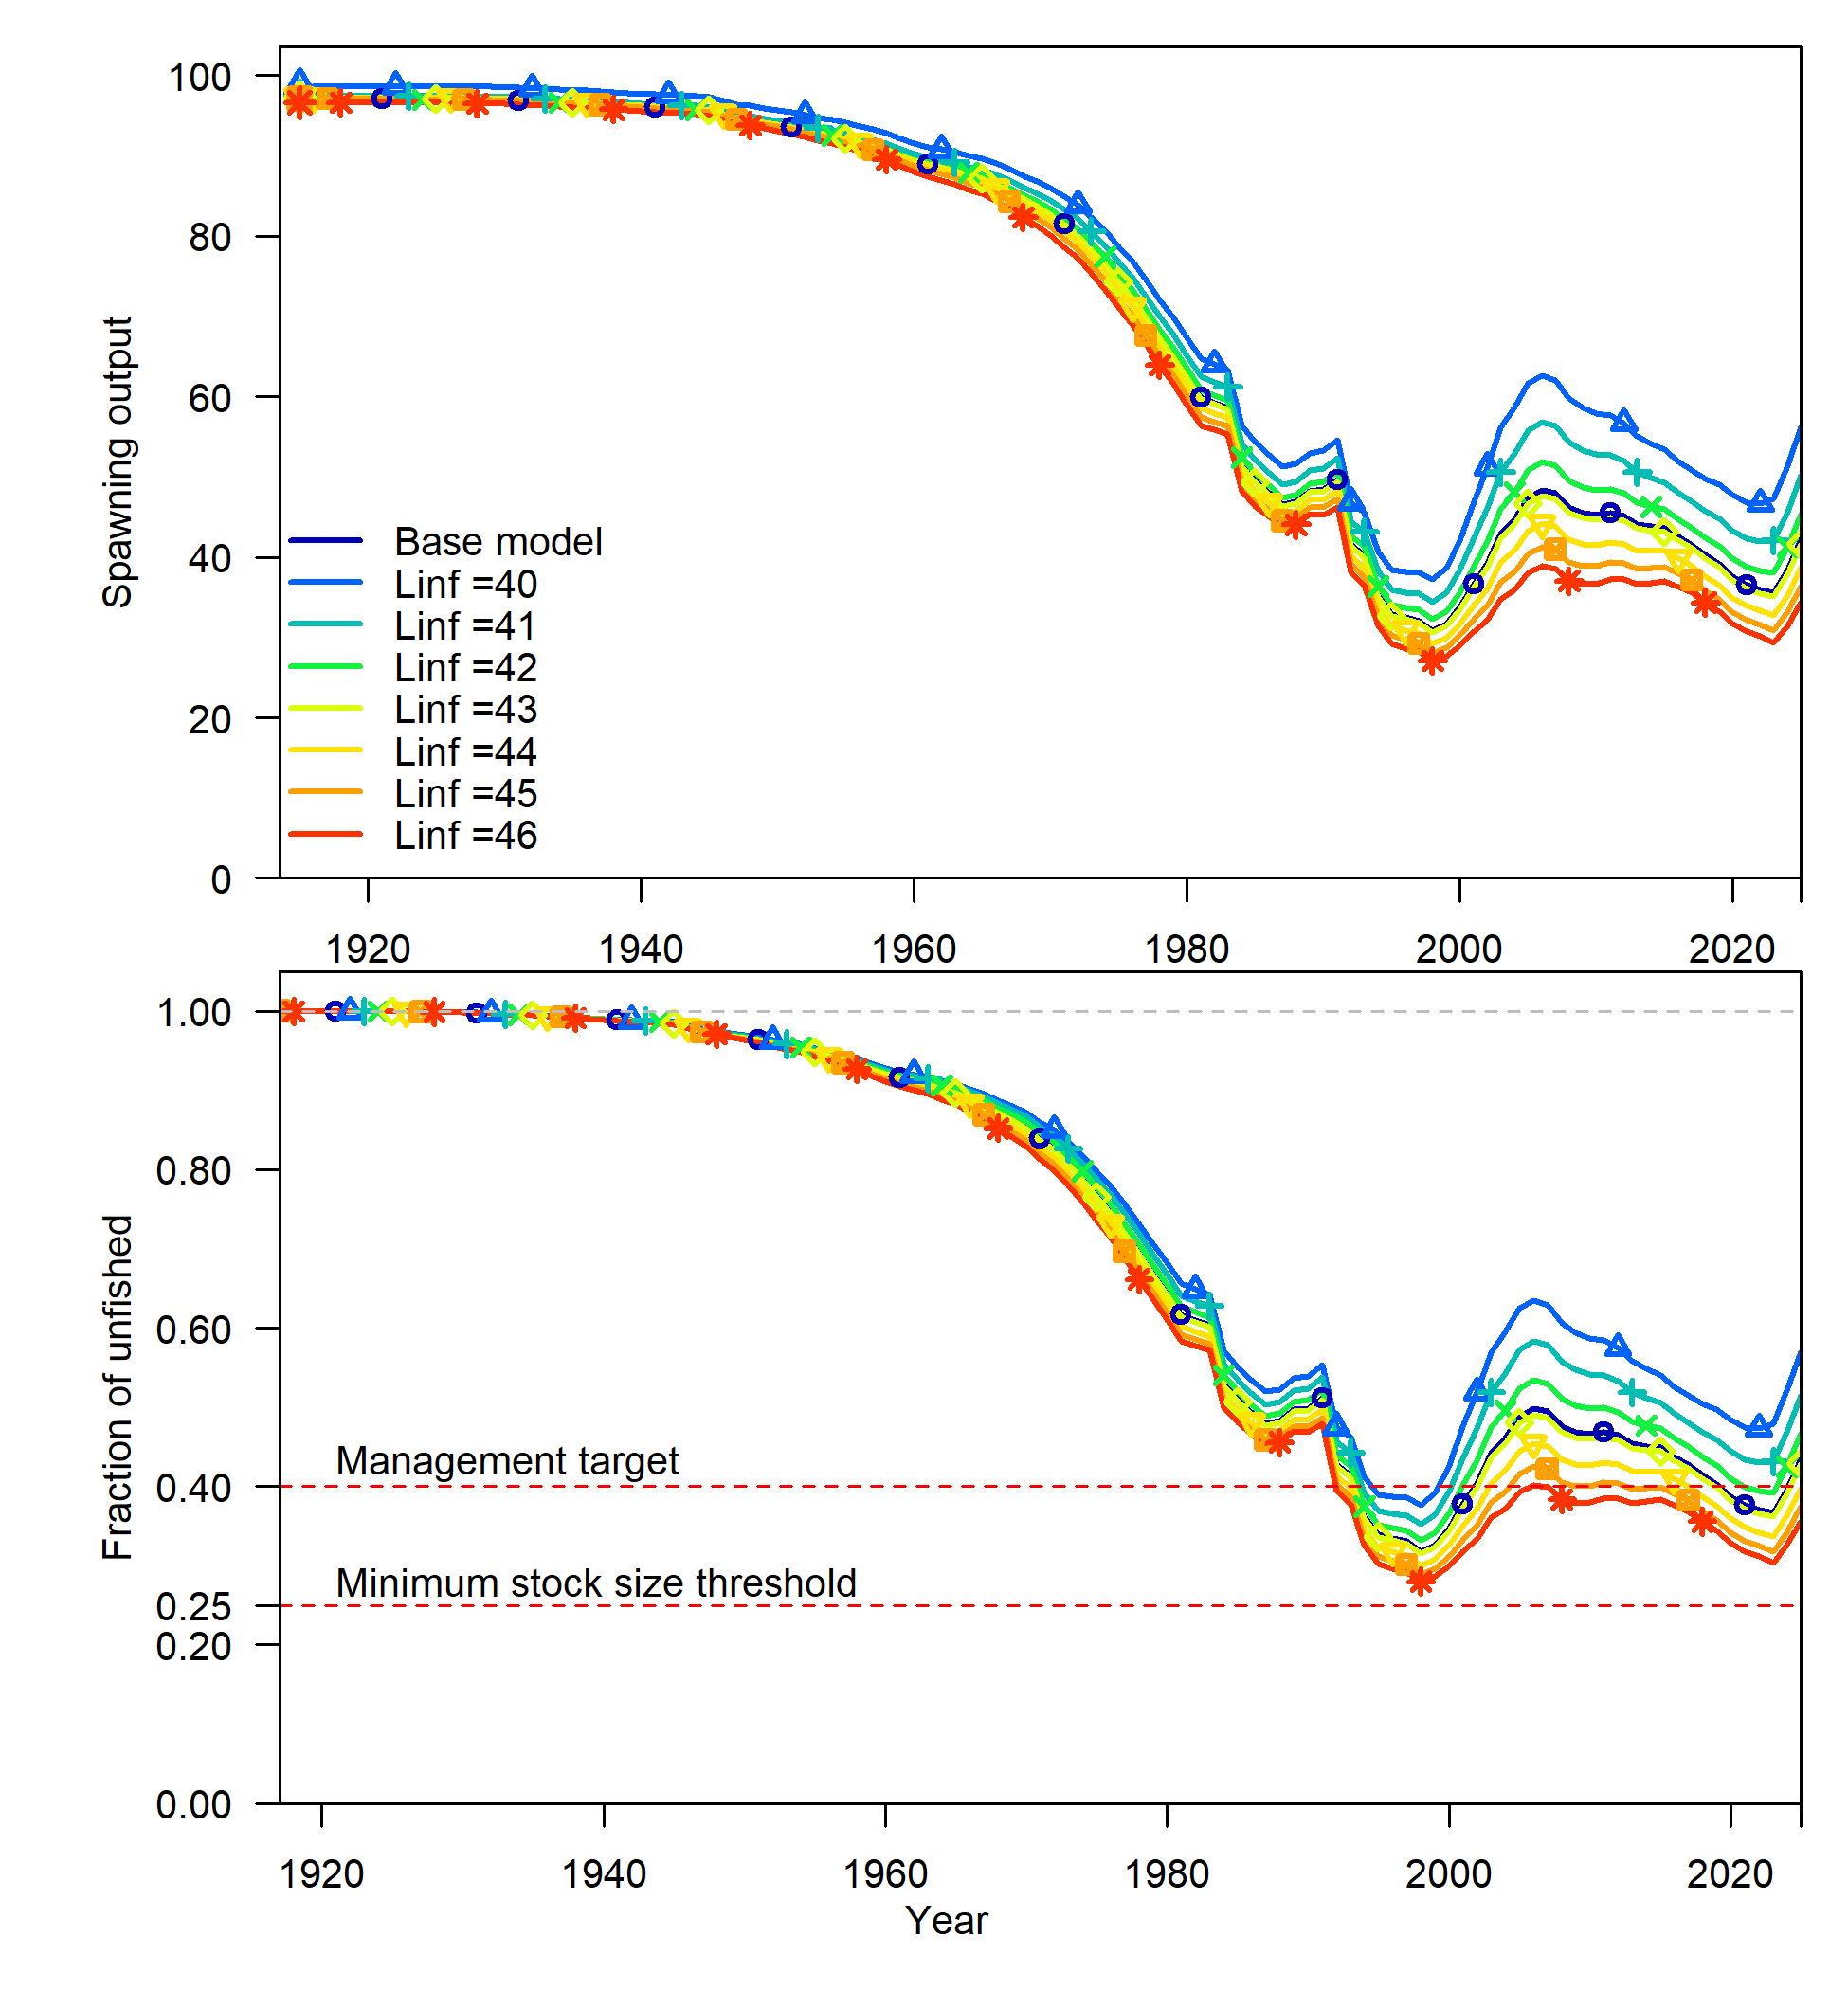 Spawning output
100
80
60
40
20
0
Base model
Linf =40
Linf =41
Linf =42
Linf =43
Linf =44
Linf =45
Linf =46
1920 1940 1960 1980 2000 2020
Fraction of unfished
1.00
0.80
0.60
0.40
0.25
0.20
0.00
Management target
Minimum stock size threshold
1920 1940 1960 1980 2000 2020
Year